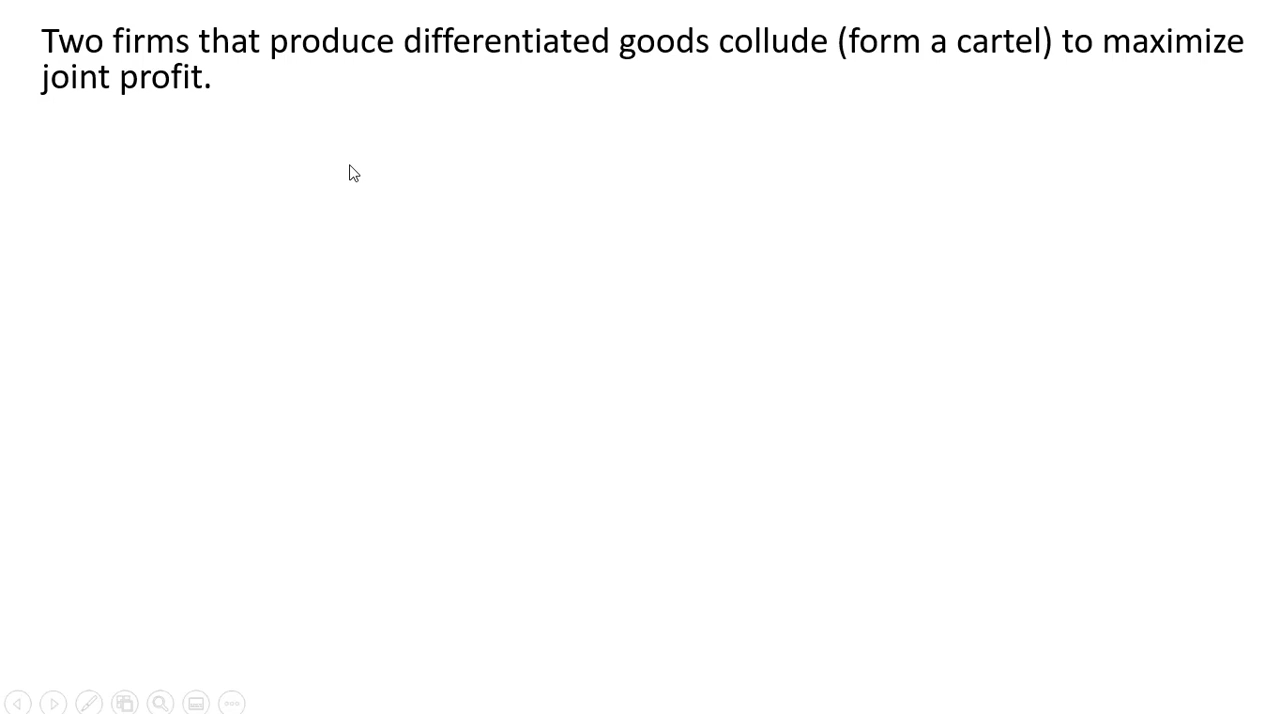 Two firms that produce differentiated goods collude (form a cartel) to maximize
joint profit.